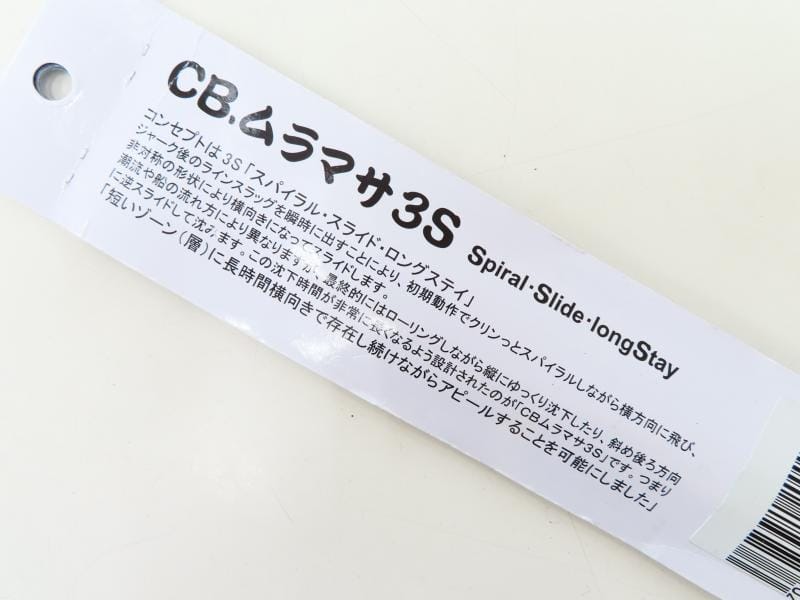 CB.ムラマサ3S Spiral・Slide・longStay
コンセプトは3S「スパイラル・スライド・ロングステイ」
ジャーク後のラインスラッグを瞬時に出すことにより、初期動作でクリンっとスパイラルしながら横方向に飛び、
非対称の形状により横向きになってスライドします。
潮流や船の流れ方により異なりますが、最終的にはローリングしながら縦にゆっくり沈下したり、斜め後ろ方向
に逆スライドして沈みます。この沈下時間が非常に長くなるよう設計されたのが「CBムラマサ3S」です。つまり
「短いゾーン(層)に長時間横向きで存在し続けながらアピールすることを可能にしました」
70